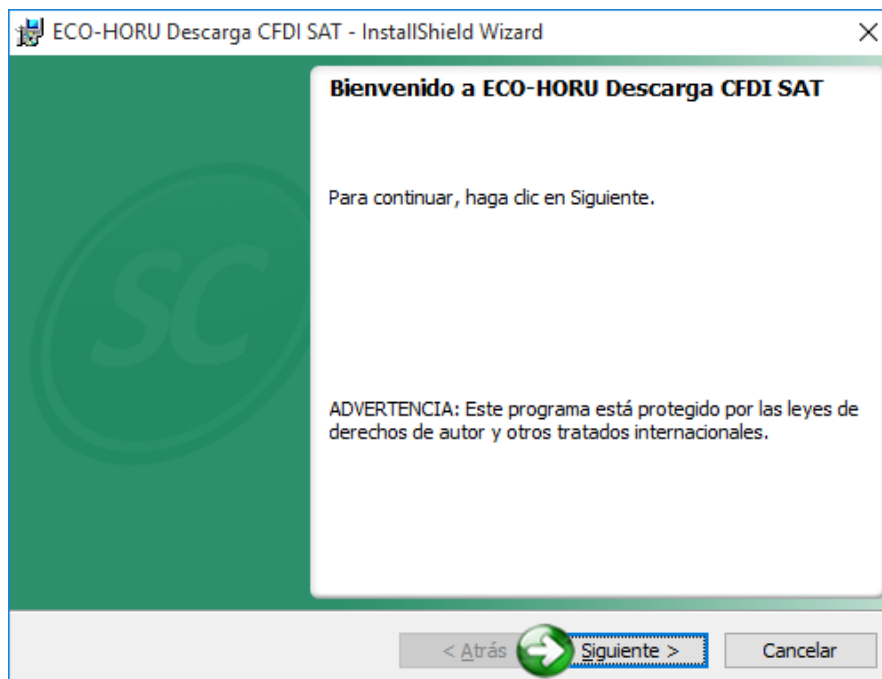 ECO-HORU Descarga CFDI SAT - InstallShield Wizard
Bienvenido a ECO-HORU Descarga CFDI SAT
Para continuar, haga clic en Siguiente.
SC
ADVERTENCIA: Este programa está protegido por las leyes de
derechos de autor y otros tratados internacionales.
< Atrás
Siguiente >
Cancelar